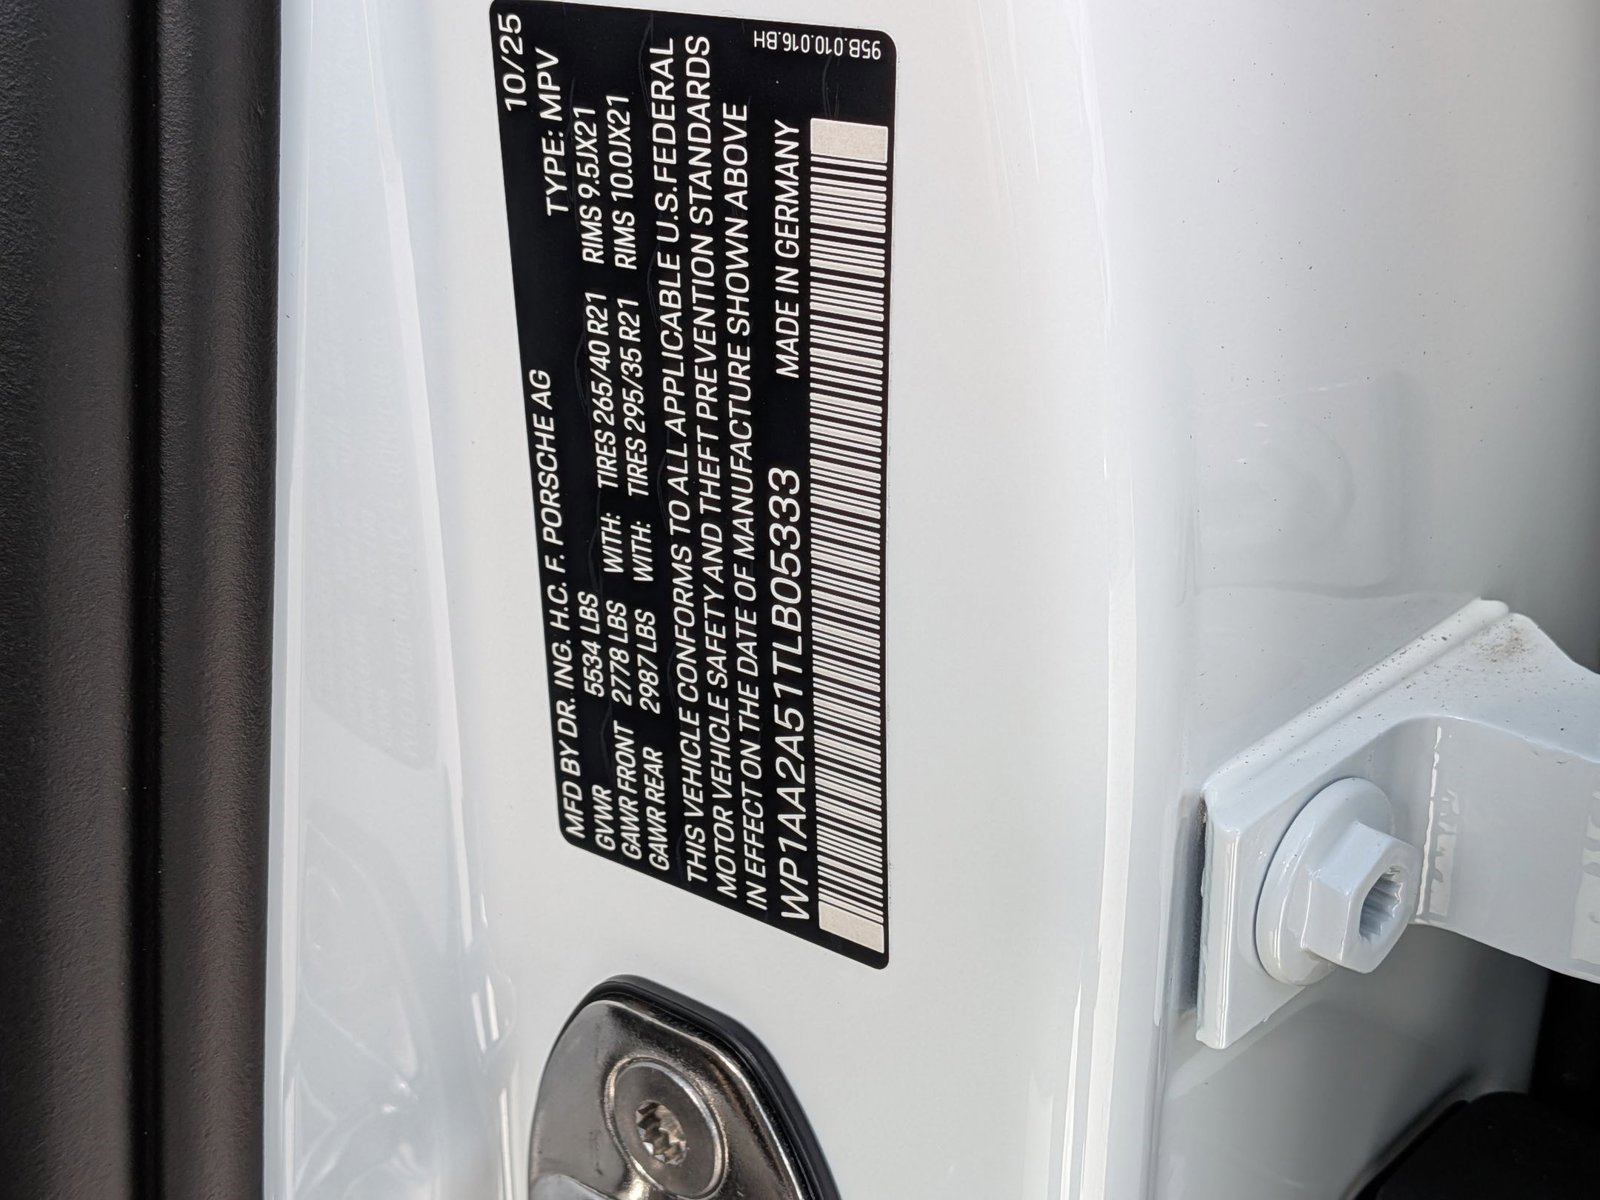 MFD BY DR. ING. H.C. F. PORSCHE AG 10/25
TYPE: MPV
GVWR 5534 LBS
GAWR FRONT 2778 LBS WITH: TIRES 265/40 R21 RIMS 9.5JX21
GAWR REAR 2987 LBS WITH: TIRES 295/35 R21 RIMS 10.0JX21
THIS VEHICLE CONFORMS TO ALL APPLICABLE U.S.FEDERAL
MOTOR VEHICLE SAFETY AND THEFT PREVENTION STANDARDS
IN EFFECT ON THE DATE OF MANUFACTURE SHOWN ABOVE
WP1AA2A51TLB05333 MADE IN GERMANY
95B.010.016.BH